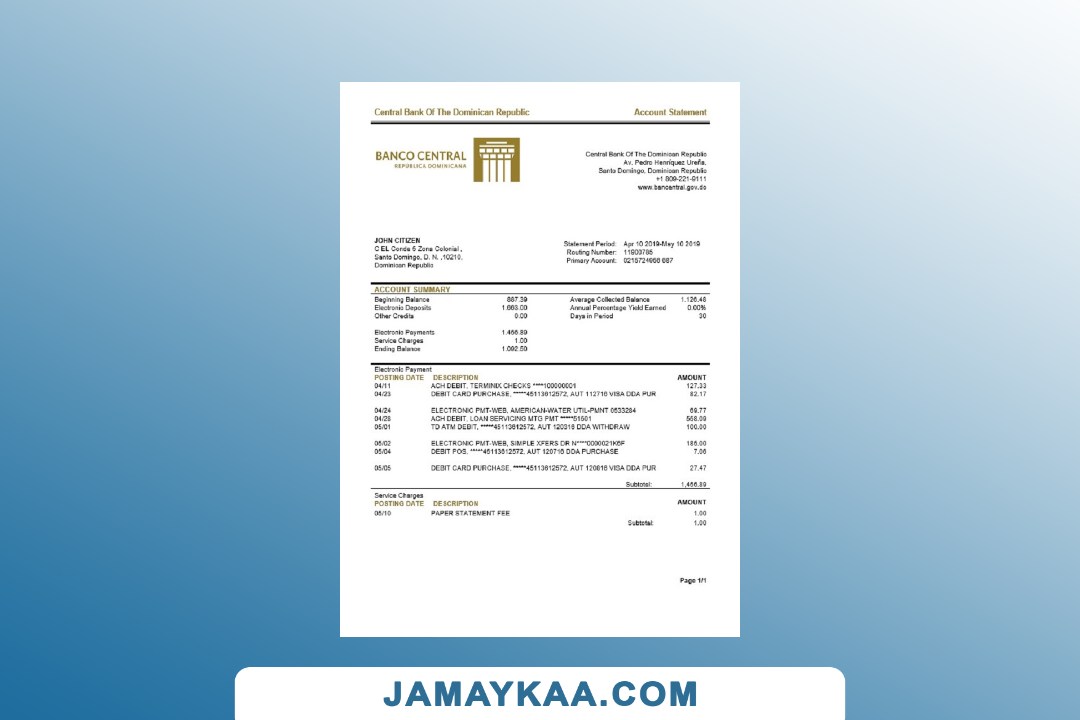 Central Bank Of The Dominican Republic Account Statement
BANCO CENTRAL
REPÚBLICA DOMINICANA
Central Bank Of The Dominican Republic
Av. Pedro Henríquez Ureña,
Santo Domingo, Dominican Republic
+1 809-221-9111
www.bancentral.gov.do
JOHN CITIZEN
C EL Conde 5 Zona Colonial,
Santo Domingo, D. N. ,10210,
Dominican Republic
Statement Period: Apr 10 2019-May 10 2019
Routing Number: 11903785
Primary Account:
ACCOUNT SUMMARY
Beginning Balance 887.39 Average Collected Balance 1.126.48
Electronic Deposits Annual Percentage Yield Earned 0.00%
Other Credits 0.00 Days in Period 30
Electronic Payments 1.466.89
Service Charges 1.00
Ending Balance 1.092.50
Electronic Payment
POSTING DATE DESCRIPTION AMOUNT
04/11 ACH DEBIT, TERMINIX CHECKS ****100000001 127.33
04/23 DEBIT CARD PURCHASE, *****45113612572, AUT 112716 VISA DDA PUR 82.17
04/24 ELECTRONIC PMT-WEB, AMERICAN-WATER UTIL-PMNT 0533284 69.77
04/28 ACH DEBIT, LOAN SERVICING MTG PMT *****51501 568.09
05/01 TD ATM DEBIT, *****45113612572, AUT 120316 DDA WITHDRAW 100.00
05/02 ELECTRONIC PMT-WEB, SIMPLE XFERS DR N****0000021K6F 185.00
05/04 DEBIT POS, *****45113612572, AUT 120716 DDA PURCHASE 7.06
05/05 DEBIT CARD PURCHASE, *****45113612572, AUT 120816 VISA DDA PUR 27.47
Subtotal: 1,466.89
Service Charges
POSTING DATE DESCRIPTION AMOUNT
05/10 PAPER STATEMENT FEE 1.00
Subtotal: 1.00
Page 1/1
JAMAYKAA.COM